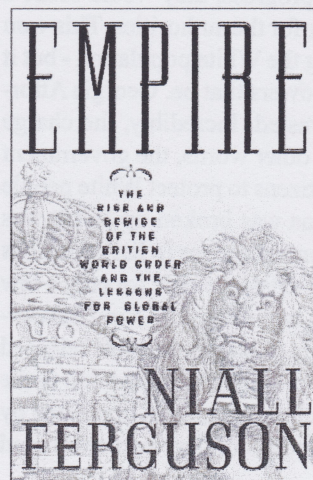 EMPIRE
THE
RISE AND
DEMISE
OF THE
BRITISH
WORLD ORDER
AND THE
LESSONS
FOR GLOBAL
POWER
NIALL
FERGUSON